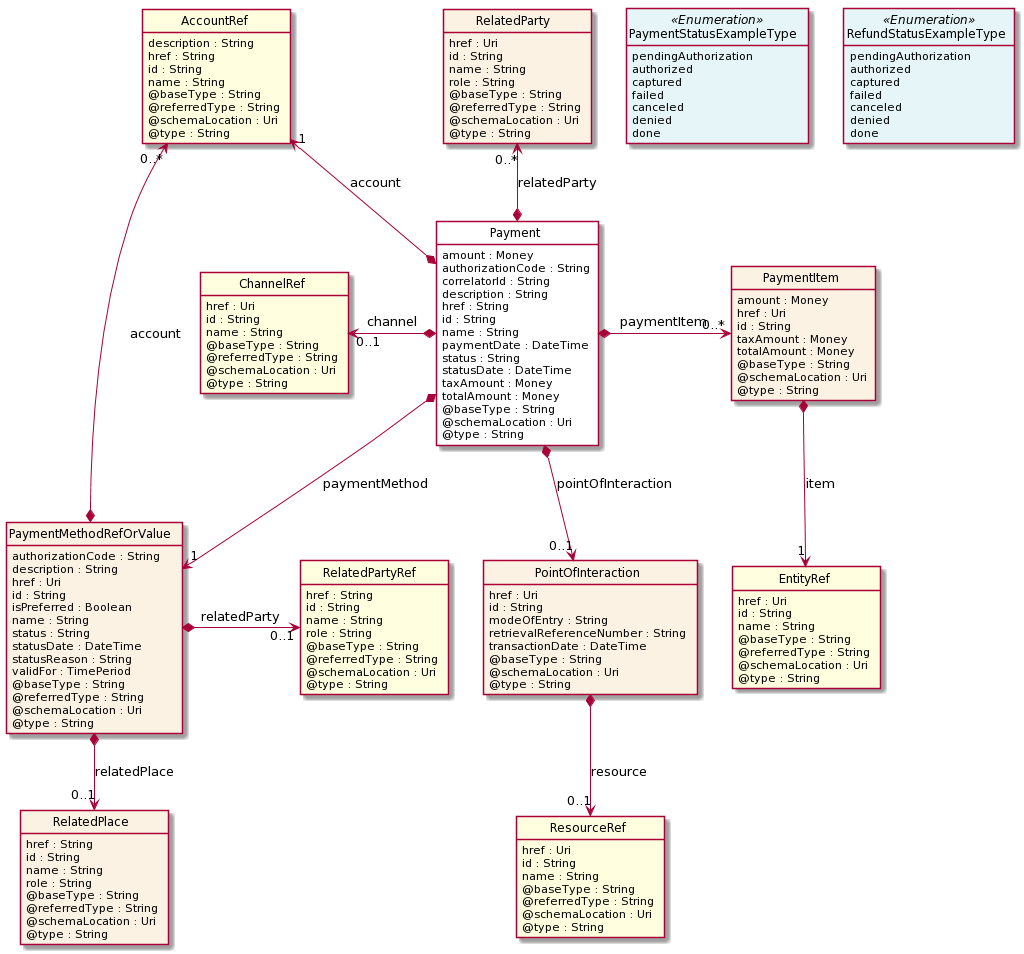 AccountRef
description : String
href : String
id : String
name : String
@baseType : String
@referredType : String
@schemaLocation : Uri
@type : String
RelatedParty
href : Uri
id : String
name : String
role : String
@baseType : String
@referredType : String
@schemaLocation : Uri
@type : String
«Enumeration»
PaymentStatusExampleType
pendingAuthorization
authorized
captured
failed
canceled
denied
done
«Enumeration»
RefundStatusExampleType
pendingAuthorization
authorized
captured
failed
canceled
denied
done
0..*
1
0..*
account
relatedParty
Payment
amount : Money
authorizationCode : String
correlatorId : String
description : String
href : String
id : String
name : String
paymentDate : DateTime
status : String
statusDate : DateTime
taxAmount : Money
totalAmount : Money
@baseType : String
@schemaLocation : Uri
@type : String
ChannelRef
href : Uri
id : String
name : String
@baseType : String
@referredType : String
@schemaLocation : Uri
@type : String
channel
0..1
account
paymentItem
0..*
PaymentItem
amount : Money
href : Uri
id : String
taxAmount : Money
totalAmount : Money
@baseType : String
@schemaLocation : Uri
@type : String
paymentMethod
1
pointOfInteraction
0..1
item
1
PaymentMethodRefOrValue
authorizationCode : String
description : String
href : Uri
id : String
isPreferred : Boolean
name : String
status : String
statusDate : DateTime
statusReason : String
validFor : TimePeriod
@baseType : String
@referredType : String
@schemaLocation : Uri
@type : String
relatedParty
0..1
RelatedPartyRef
href : String
id : String
name : String
role : String
@baseType : String
@referredType : String
@schemaLocation : Uri
@type : String
PointOfInteraction
href : Uri
id : String
modeOfEntry : String
retrievalReferenceNumber : String
transactionDate : DateTime
@baseType : String
@schemaLocation : Uri
@type : String
EntityRef
href : Uri
id : String
name : String
@baseType : String
@referredType : String
@schemaLocation : Uri
@type : String
relatedPlace
0..1
resource
0..1
RelatedPlace
href : String
id : String
name : String
role : String
@baseType : String
@referredType : String
@schemaLocation : Uri
@type : String
ResourceRef
href : Uri
id : String
name : String
@baseType : String
@referredType : String
@schemaLocation : Uri
@type : String